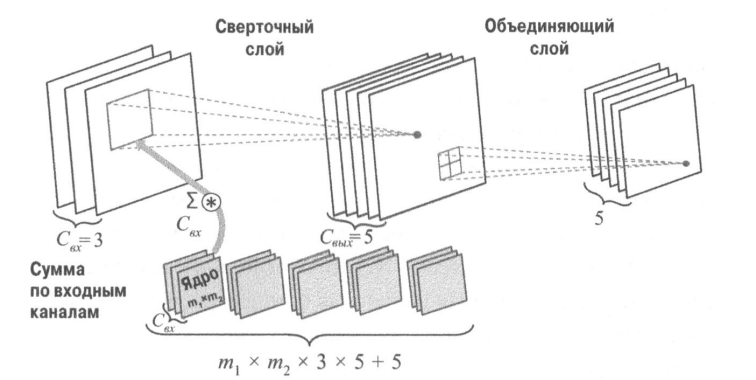 Сверточный
слой
Объединяющий
слой
C_вх=3
Σ ⊛
C_вх
C_вых=5
5
Сумма
по входным
каналам
Ядро
m₁×m₂
C_вх
m₁ × m₂ × 3 × 5 + 5